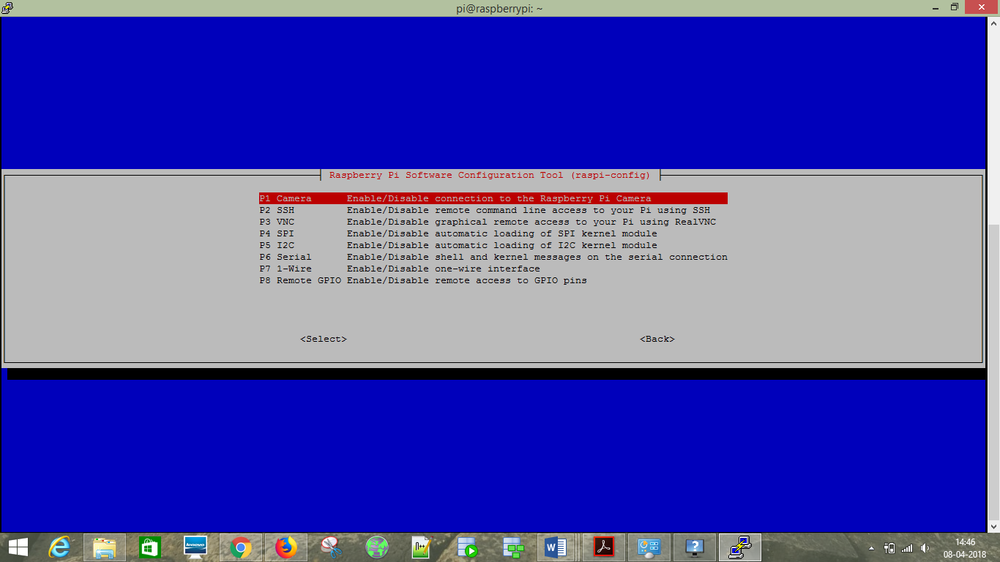 pi@raspberrypi: ~
Raspberry Pi Software Configuration Tool (raspi-config)
P1 Camera Enable/Disable connection to the Raspberry Pi Camera
P2 SSH Enable/Disable remote command line access to your Pi using SSH
P3 VNC Enable/Disable graphical remote access to your Pi using RealVNC
P4 SPI Enable/Disable automatic loading of SPI kernel module
P5 I2C Enable/Disable automatic loading of I2C kernel module
P6 Serial Enable/Disable shell and kernel messages on the serial connection
P7 1-Wire Enable/Disable one-wire interface
P8 Remote GPIO Enable/Disable remote access to GPIO pins
<Select> <Back>
lenovo
14:46
08-04-2018